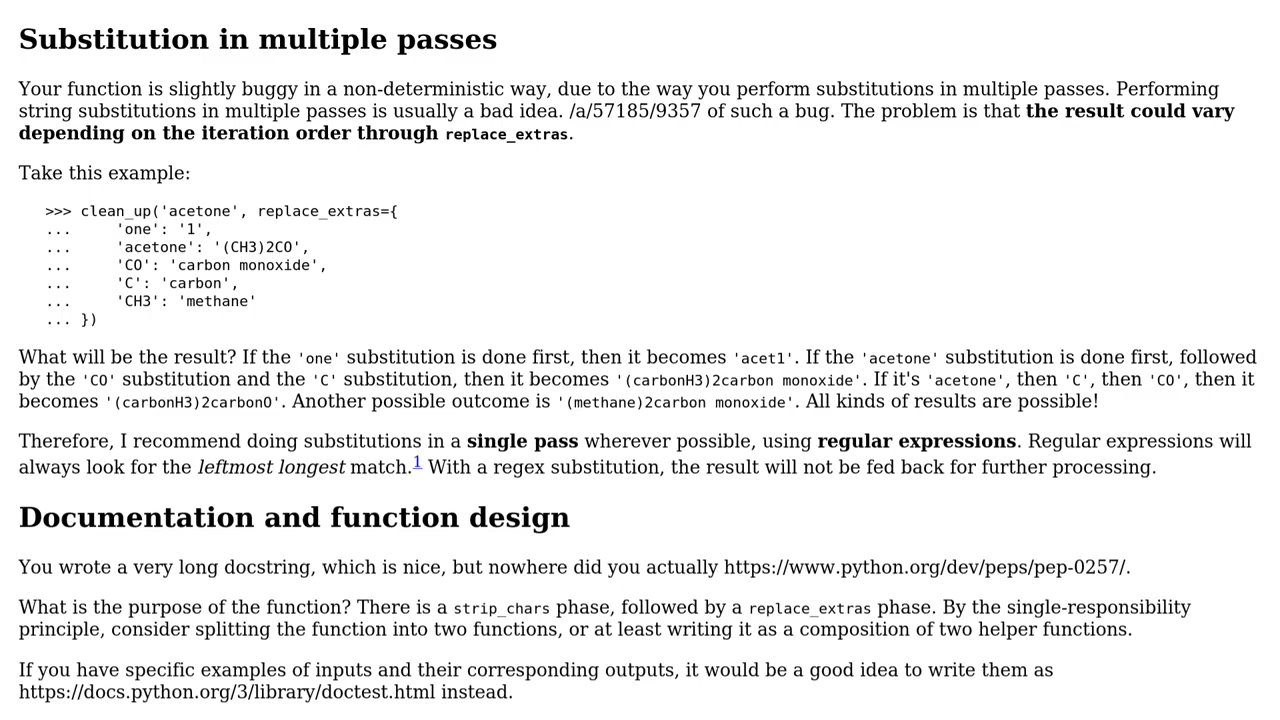 Substitution in multiple passes
Your function is slightly buggy in a non-deterministic way, due to the way you perform substitutions in multiple passes. Performing
string substitutions in multiple passes is usually a bad idea. /a/57185/9357 of such a bug. The problem is that the result could vary
depending on the iteration order through replace_extras.
Take this example:
>>> clean_up('acetone', replace_extras={
...     'one': '1',
...     'acetone': '(CH3)2CO',
...     'CO': 'carbon monoxide',
...     'C': 'carbon',
...     'CH3': 'methane'
... })
What will be the result? If the 'one' substitution is done first, then it becomes 'acet1'. If the 'acetone' substitution is done first, followed
by the 'CO' substitution and the 'C' substitution, then it becomes '(carbonH3)2carbon monoxide'. If it's 'acetone', then 'C', then 'CO', then it
becomes '(carbonH3)2carbonO'. Another possible outcome is '(methane)2carbon monoxide'. All kinds of results are possible!
Therefore, I recommend doing substitutions in a single pass wherever possible, using regular expressions. Regular expressions will
always look for the leftmost longest match.1 With a regex substitution, the result will not be fed back for further processing.
Documentation and function design
You wrote a very long docstring, which is nice, but nowhere did you actually https://www.python.org/dev/peps/pep-0257/.
What is the purpose of the function? There is a strip_chars phase, followed by a replace_extras phase. By the single-responsibility
principle, consider splitting the function into two functions, or at least writing it as a composition of two helper functions.
If you have specific examples of inputs and their corresponding outputs, it would be a good idea to write them as
https://docs.python.org/3/library/doctest.html instead.